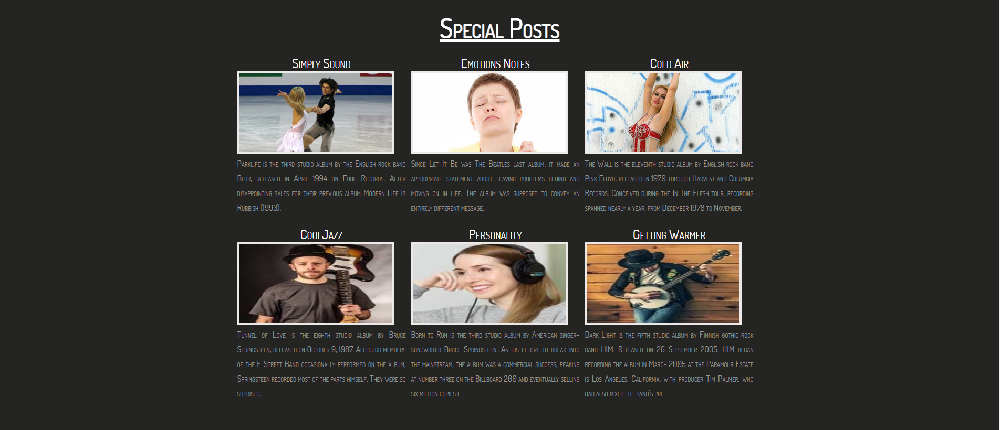 Special Posts
Simply Sound
Emotions Notes
Cold Air
Parklife is the third studio album by the English rock band
Blur, released in April 1994 on Food Records. After
disappointing sales for their previous album Modern Life Is
Rubbish (1993).
Since Let It Be was The Beatles last album, it made an
appropriate statement about leaving problems behind and
moving on in life. The album was supposed to convey an
entirely different message.
The Wall is the eleventh studio album by English rock band
Pink Floyd, released in 1979 through Harvest and Columbia
Records. Conceived during the In The Flesh tour, recording
spanned nearly a year, from December 1978 to November.
CoolJazz
Personality
Getting Warmer
Tunnel of Love is the eighth studio album by Bruce
Springsteen, released on October 9, 1987. Although members
of the E Street Band occasionally performed on the album,
Springsteen recorded most of the parts himself. They were so
suprised.
Born to Run is the third studio album by American singer-
songwriter Bruce Springsteen. As his effort to break into
the mainstream, the album was a commercial success, peaking
at number three on the Billboard 200 and eventually selling
six million copies i
Dark Light is the fifth studio album by Finnish gothic rock
band HIM. Released on 26 September 2005, HIM began
recording the album in March 2005 at the Paramour Estate
is Los Angeles, California, with producer Tim Palmer, who
had also mixed the band's pre